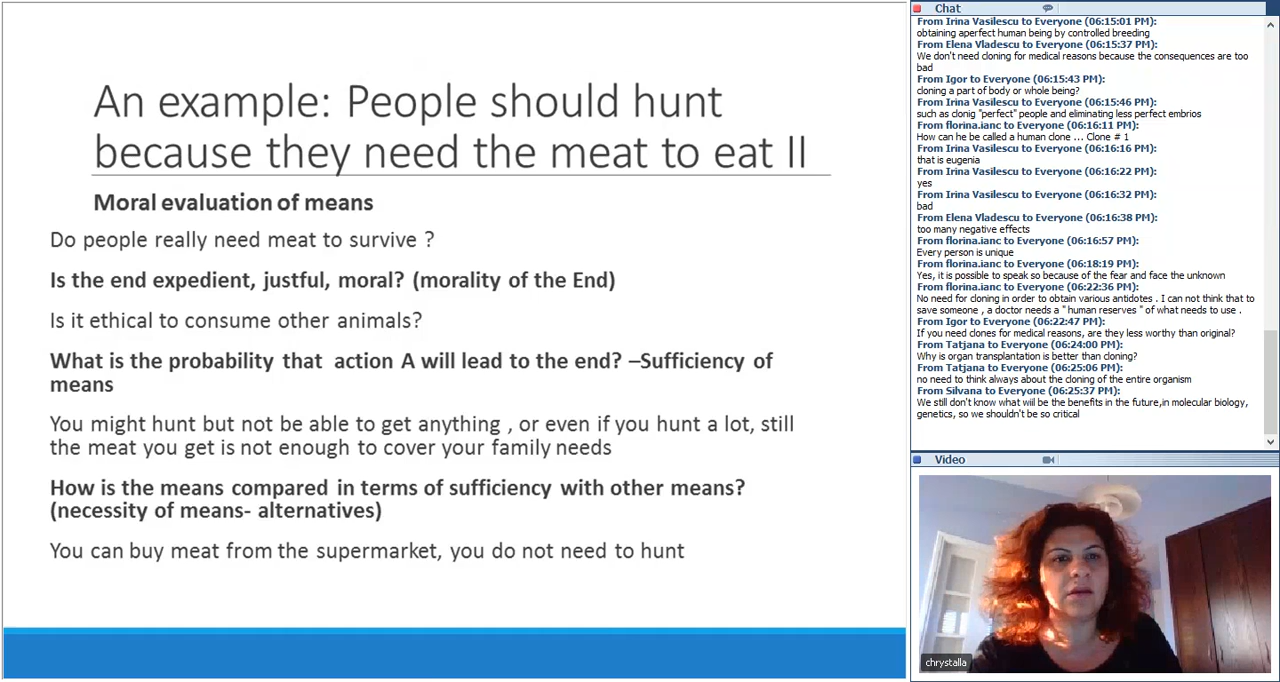 An example: People should hunt
because they need the meat to eat II
Moral evaluation of means
Do people really need meat to survive ?
Is the end expedient, justful, moral? (morality of the End)
Is it ethical to consume other animals?
What is the probability that action A will lead to the end? –Sufficiency of
means
You might hunt but not be able to get anything , or even if you hunt a lot, still
the meat you get is not enough to cover your family needs
How is the means compared in terms of sufficiency with other means?
(necessity of means- alternatives)
You can buy meat from the supermarket, you do not need to hunt
Chat
From Irina Vasilescu to Everyone (06:15:01 PM):
obtaining aperfect human being by controlled breeding
From Elena Vladescu to Everyone (06:15:37 PM):
We don't need cloning for medical reasons because the consequences are too
bad
From Igor to Everyone (06:15:43 PM):
cloning a part of body or whole being?
From Irina Vasilescu to Everyone (06:15:46 PM):
such as clonig "perfect" people and eliminating less perfect embrios
From florina.ianc to Everyone (06:16:11 PM):
How can he be called a human clone ... Clone # 1
From Irina Vasilescu to Everyone (06:16:16 PM):
that is eugenia
From Irina Vasilescu to Everyone (06:16:22 PM):
yes
From Irina Vasilescu to Everyone (06:16:32 PM):
bad
From Elena Vladescu to Everyone (06:16:38 PM):
too many negative effects
From florina.ianc to Everyone (06:16:57 PM):
Every person is unique
From florina.ianc to Everyone (06:18:19 PM):
Yes, it is possible to speak so because of the fear and face the unknown
From florina.ianc to Everyone (06:22:36 PM):
No need for cloning in order to obtain various antidotes . I can not think that to
save someone , a doctor needs a " human reserves " of what needs to use .
From Igor to Everyone (06:22:47 PM):
If you need clones for medical reasons, are they less worthy than original?
From Tatjana to Everyone (06:24:00 PM):
Why is organ transplantation is better than cloning?
From Tatjana to Everyone (06:25:06 PM):
no need to think always about the cloning of the entire organism
From Silvana to Everyone (06:25:37 PM):
We still don't know what wiil be the benefits in the future,in molecular biology,
genetics, so we shouldn't be so critical
Video
chrystalla